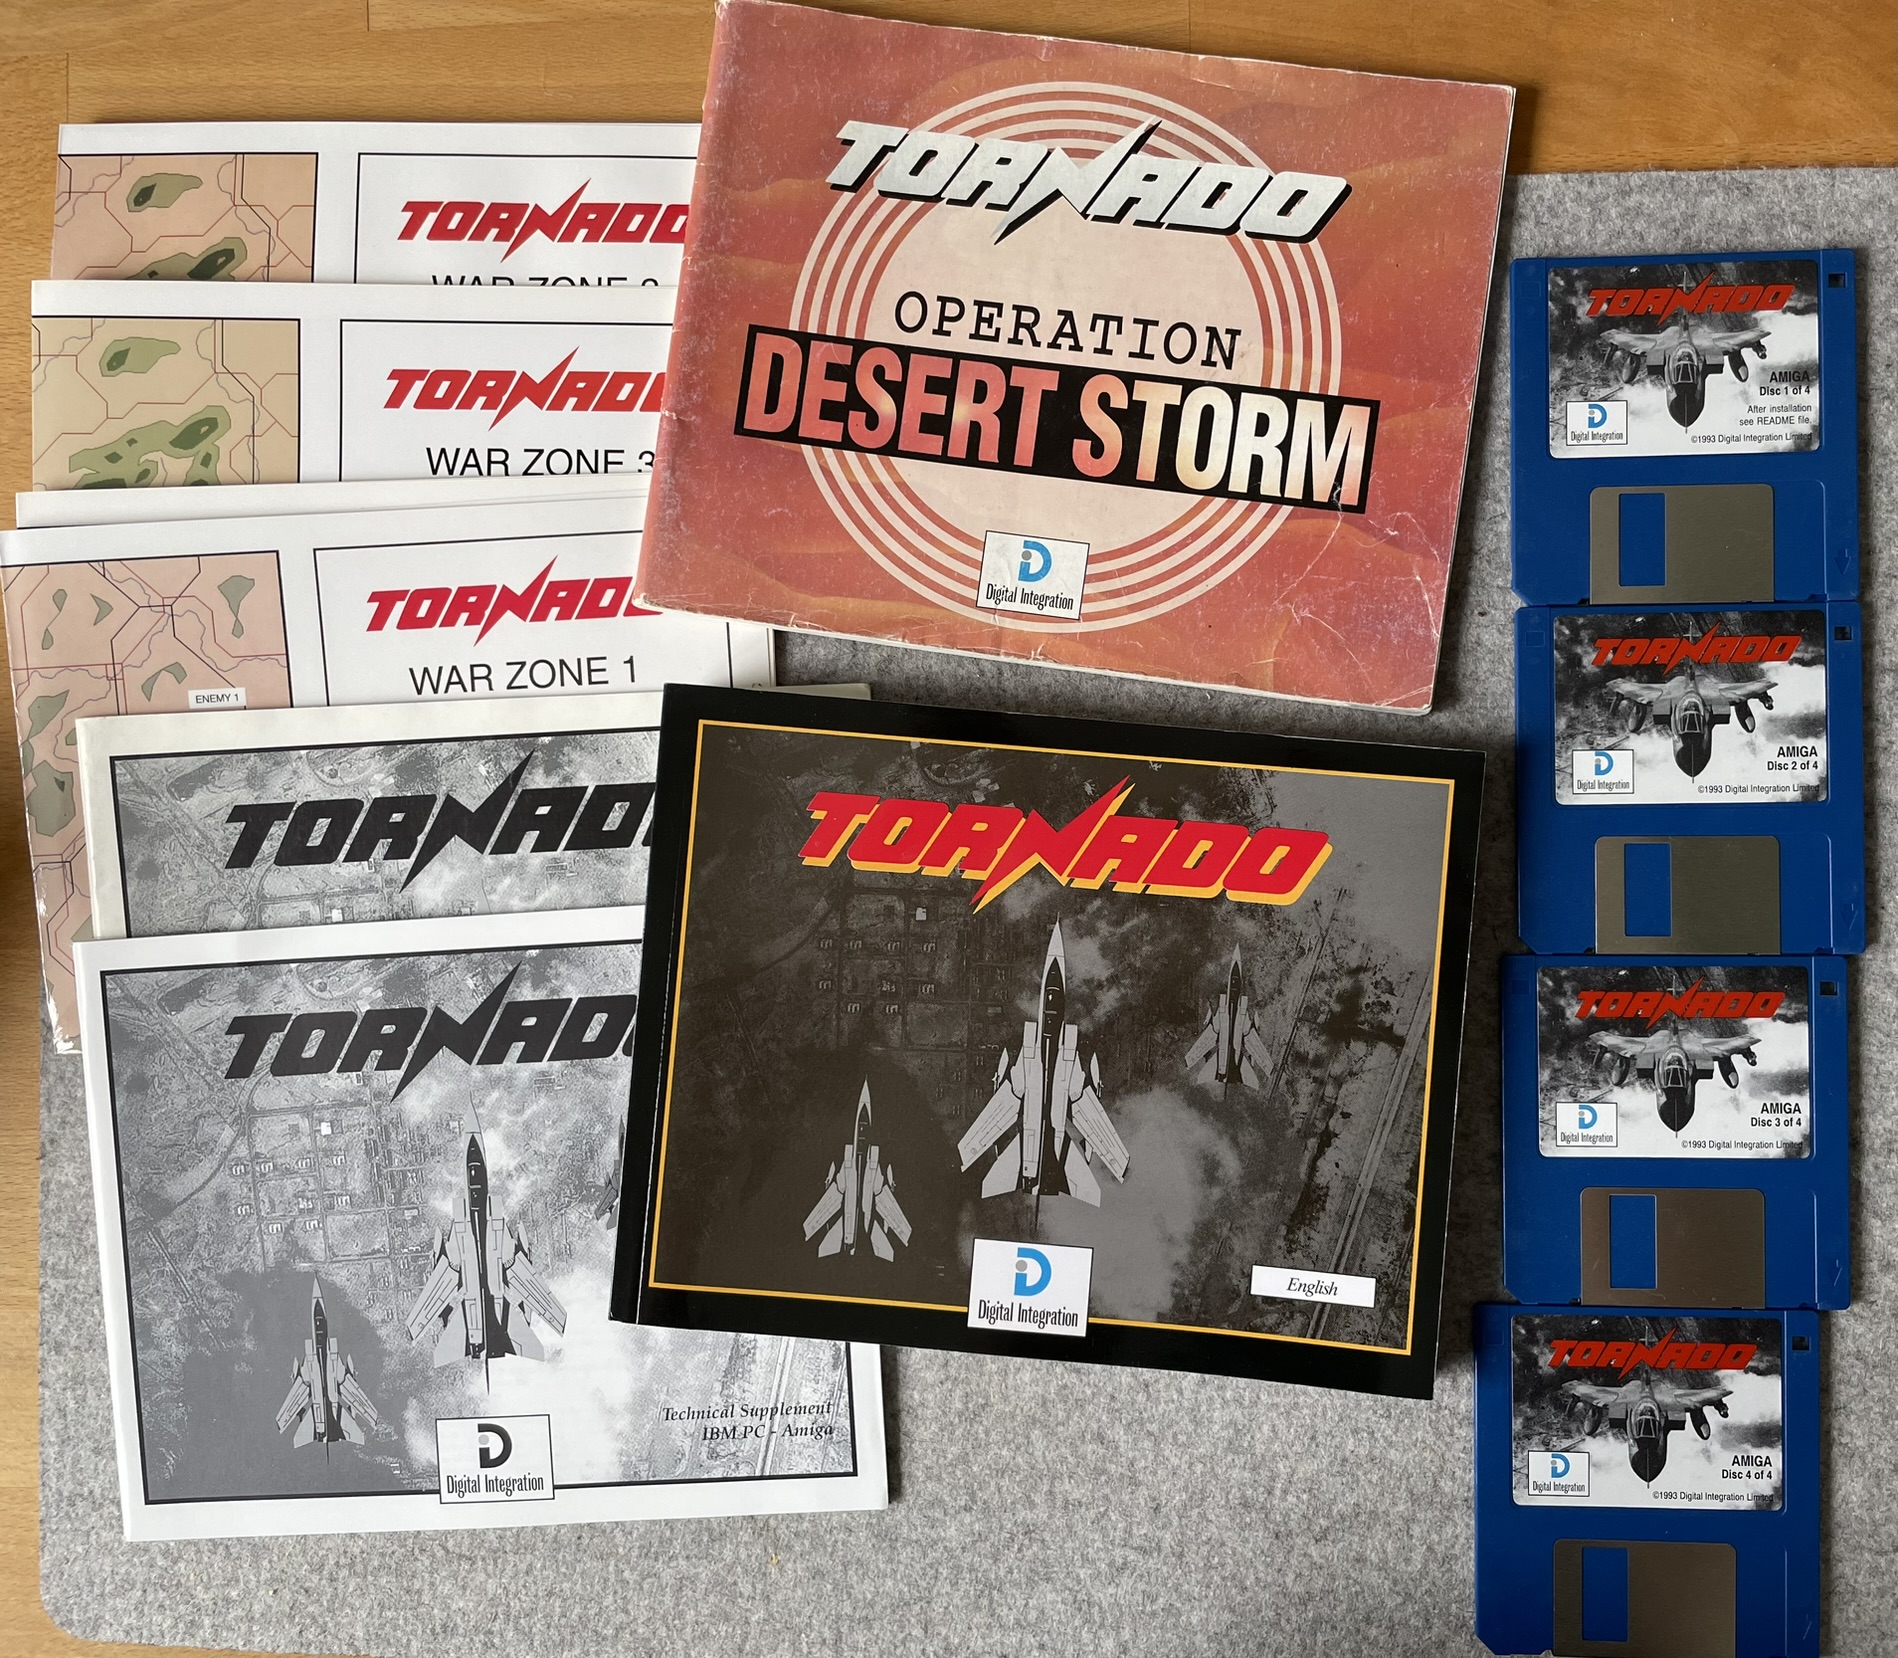 TORNADO
TORNADO
WAR ZONE 3
TORNADO
WAR ZONE 1
ENEMY 1
TORNADO
TORNADO
Technical Supplement
IBM PC - Amiga
Digital Integration
TORNADO
OPERATION
DESERT STORM
Digital Integration
TORNADO
English
Digital Integration
TORNADO
AMIGA
Disc 1 of 4
After installation
see README file.
Digital Integration
©1993 Digital Integration Limited
TORNADO
AMIGA
Disc 2 of 4
Digital Integration
©1993 Digital Integration Limited
TORNADO
AMIGA
Disc 3 of 4
Digital Integration
©1993 Digital Integration Limited
TORNADO
AMIGA
Disc 4 of 4
Digital Integration
©1993 Digital Integration Limited